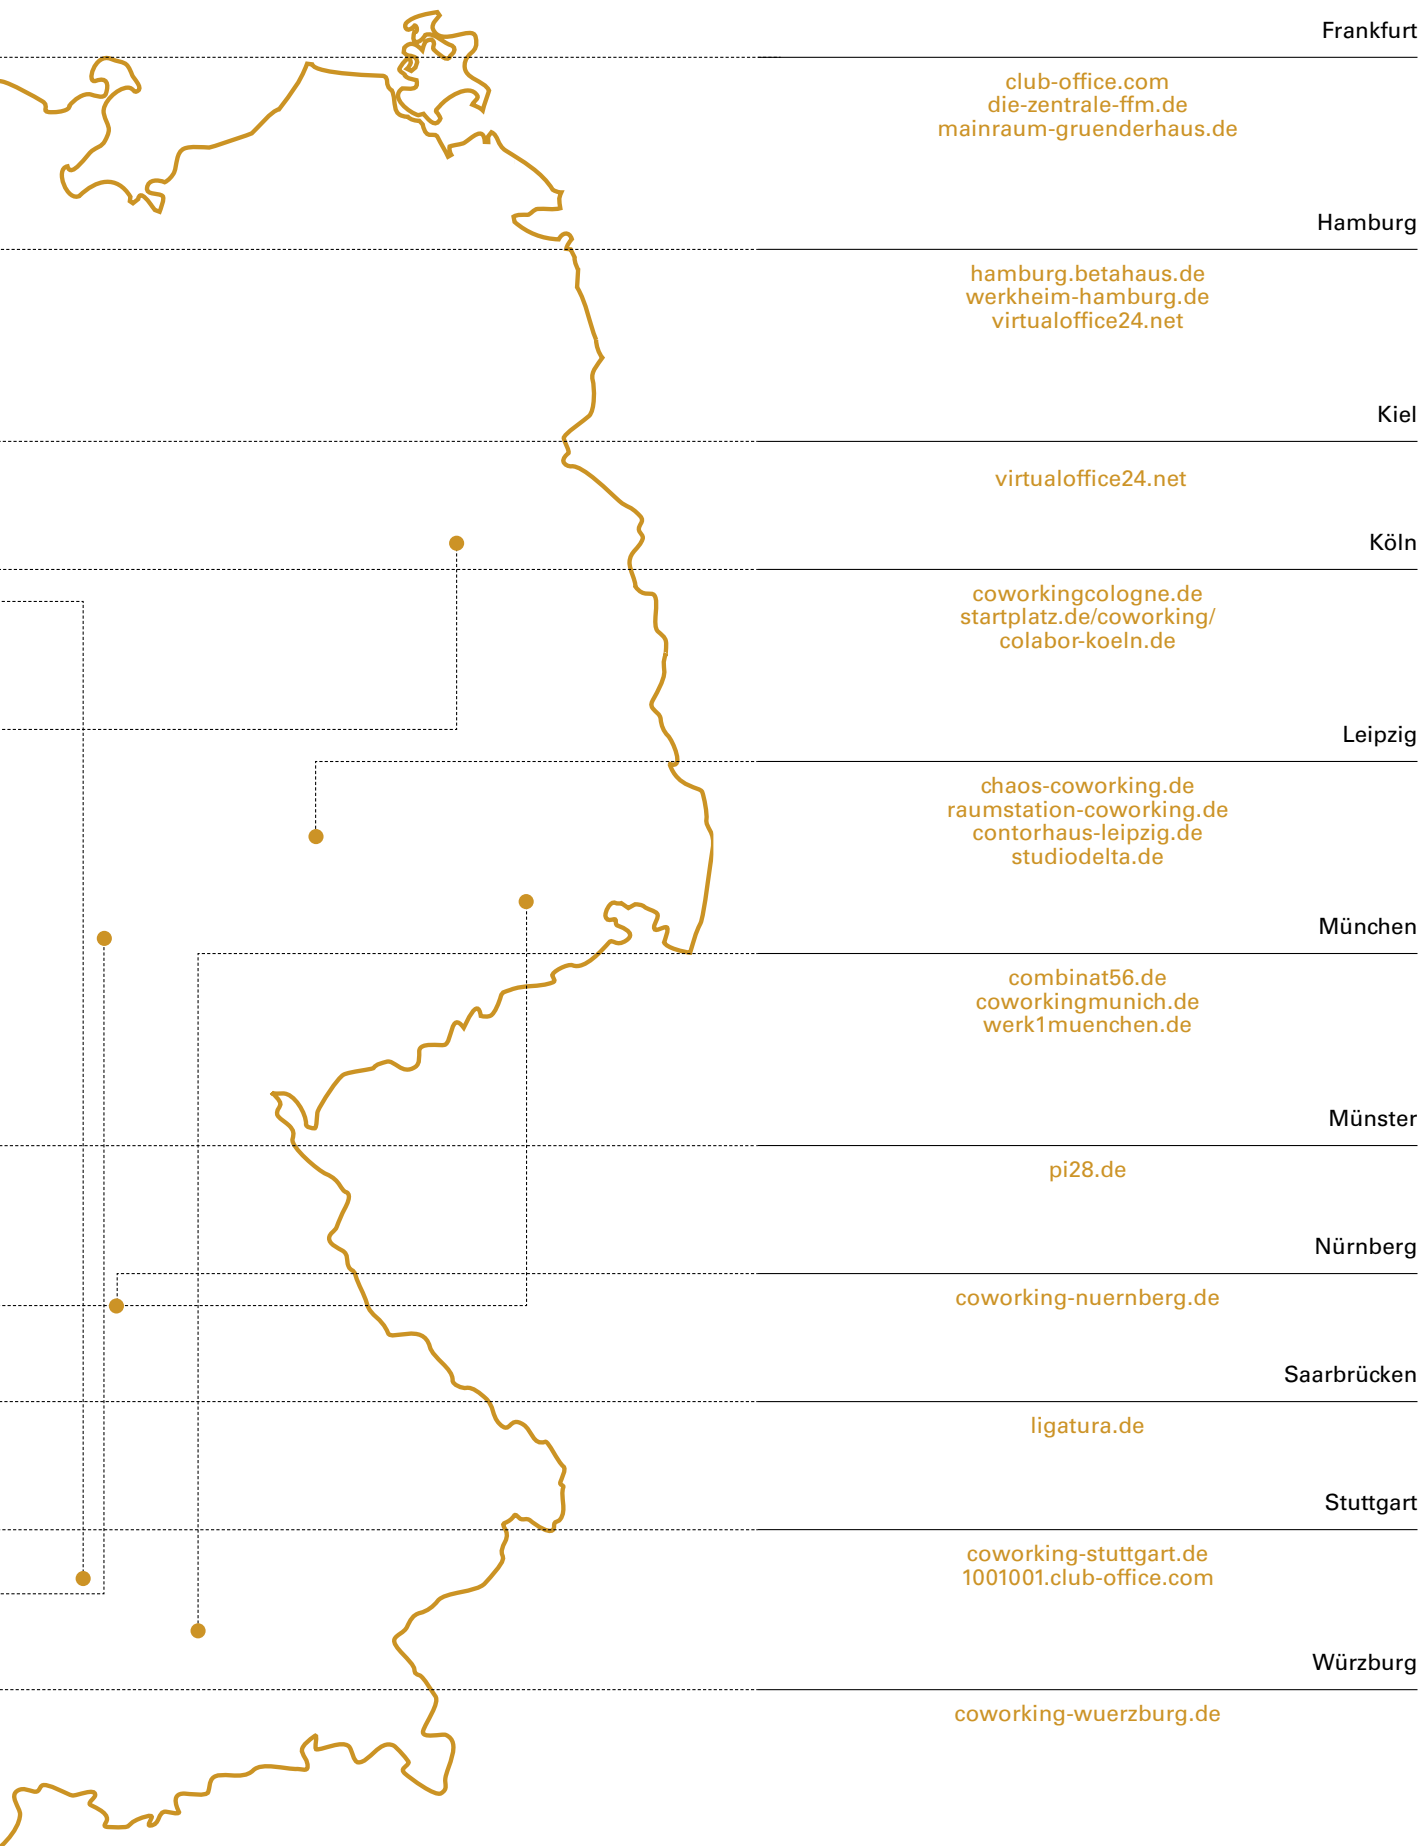 Frankfurt
club-office.com
die-zentrale-ffm.de
mainraum-gruenderhaus.de
Hamburg
hamburg.betahaus.de
werkheim-hamburg.de
virtualoffice24.net
Kiel
virtualoffice24.net
Köln
coworkingcologne.de
startplatz.de/coworking/
colabor-koeln.de
Leipzig
chaos-coworking.de
raumstation-coworking.de
contorhaus-leipzig.de
studiodelta.de
München
combinat56.de
coworkingmunich.de
werk1muenchen.de
Münster
pi28.de
Nürnberg
coworking-nuernberg.de
Saarbrücken
ligatura.de
Stuttgart
coworking-stuttgart.de
1001001.club-office.com
Würzburg
coworking-wuerzburg.de